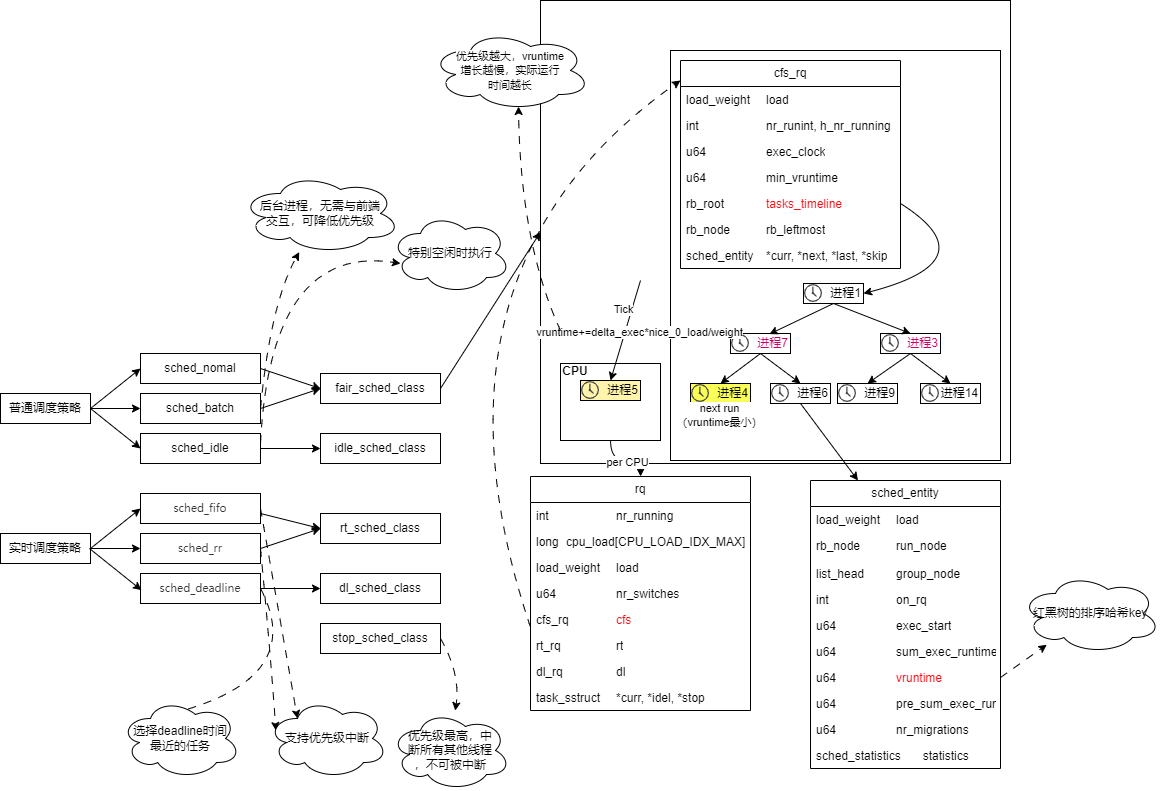 优先级越大，vruntime
增长越慢，实际运行
时间越长
后台进程，无需与前端
交互，可降低优先级
特别空闲时执行
普通调度策略
sched_nomal
sched_batch
sched_idle
fair_sched_class
idle_sched_class
实时调度策略
sched_fifo
sched_rr
sched_deadline
rt_sched_class
dl_sched_class
stop_sched_class
选择deadline时间
最近的任务
支持优先级中断
优先级最高，中
断所有其他线程
，不可被中断
cfs_rq
load_weight load
int nr_runint, h_nr_running
u64 exec_clock
u64 min_vruntime
rb_root tasks_timeline
rb_node rb_leftmost
sched_entity *curr, *next, *last, *skip
Tick
vruntime+=delta_exec*nice_0_load/weight
CPU
进程5
per CPU
进程1
进程7
进程3
进程4
进程6
进程9
进程14
next run
（vruntime最小）
rq
int nr_running
long cpu_load[CPU_LOAD_IDX_MAX]
load_weight load
u64 nr_switches
cfs_rq cfs
rt_rq rt
dl_rq dl
task_sstruct *curr, *idel, *stop
sched_entity
load_weight load
rb_node run_node
list_head group_node
int on_rq
u64 exec_start
u64 sum_exec_runtime
u64 vruntime
u64 pre_sum_exec_rur
u64 nr_migrations
sched_statistics statistics
红黑树的排序哈希key